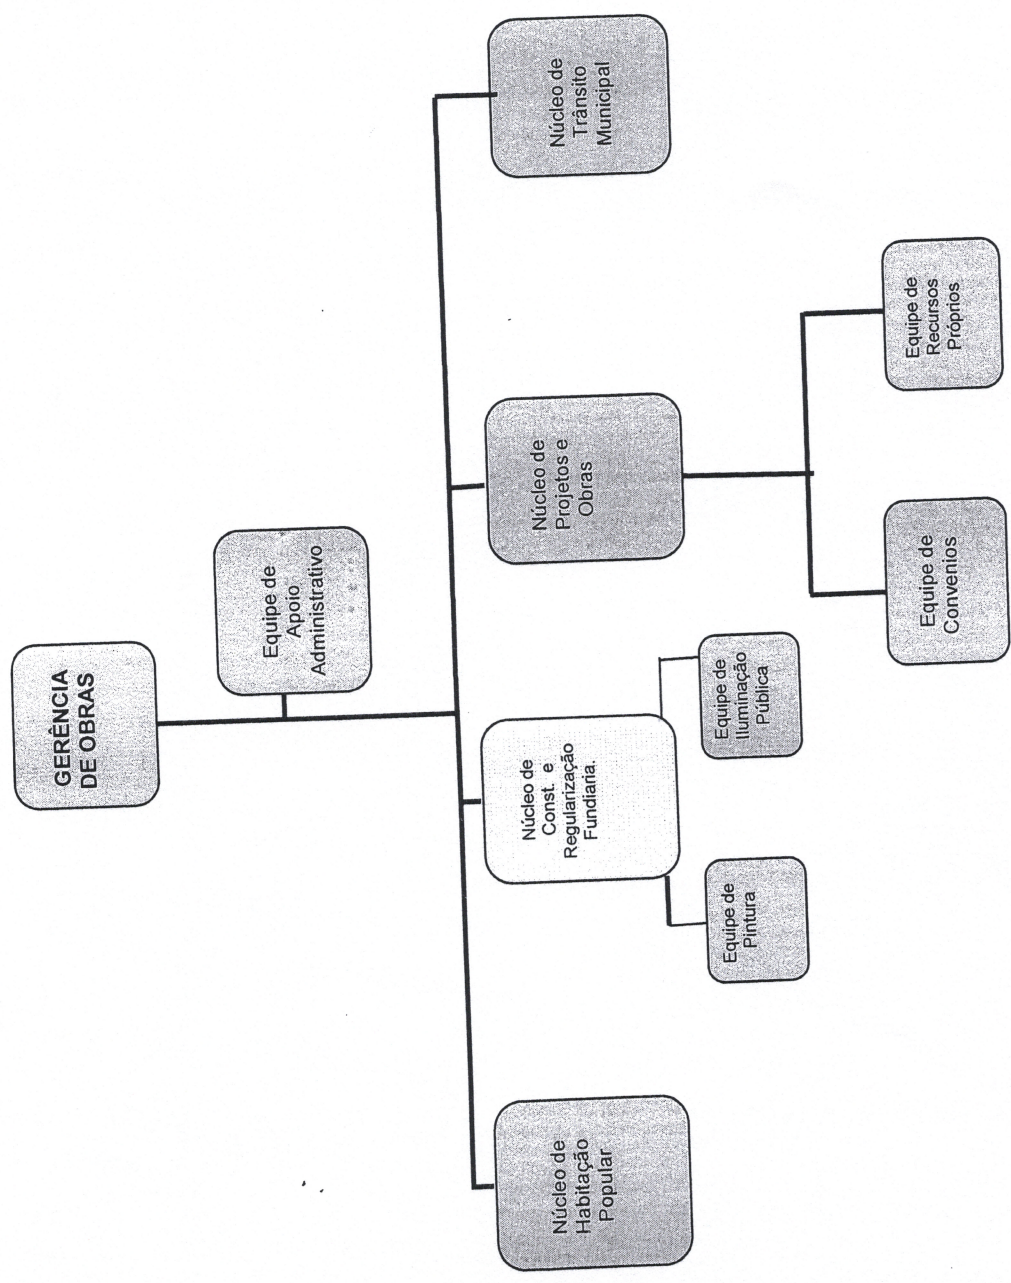 GERÊNCIA
DE OBRAS
Equipe de
Apoio
Administrativo
Núcleo de
Habitação
Popular
Núcleo de
Const. e
Regularização
Fundiaria.
Núcleo de
Projetos e
Obras
Núcleo de
Trânsito
Municipal
Equipe de
Pintura
Equipe de
Iluminação
Pública
Equipe de
Convenios
Equipe de
Recursos
Próprios